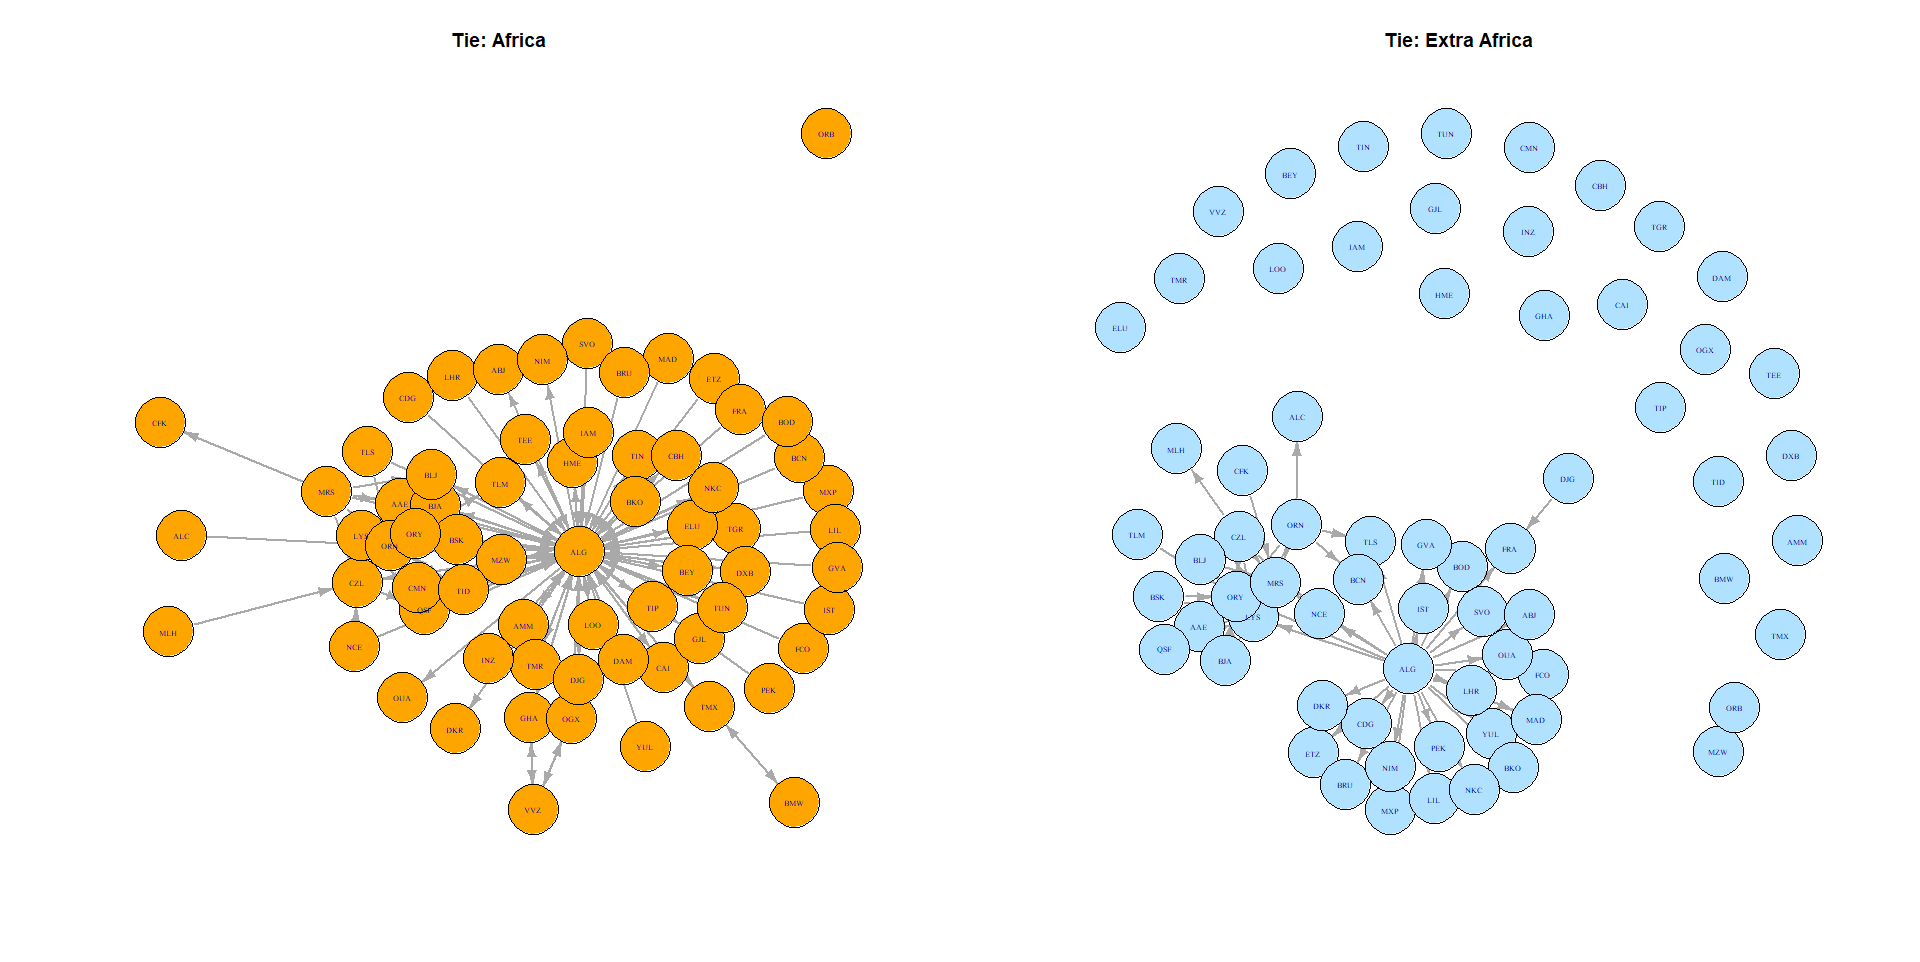 Tie: Africa
ORB
SVO
NIM
MAD
ABJ
BRU
LHR
ETZ
CDG
FRA
BOD
CFK
IAM
TEE
TLS
TIN
CBH
BCN
HME
BLJ
TLM
NKC
MRS
MXP
BKO
AAE
BJA
ELU
TGR
LIL
ALC
LYS
ORN
ORY
BSK
ALG
MZW
GVA
BEY
DXB
CZL
CMN
TID
QSF
TIP
TUN
IST
MLH
AMM
LOO
NCE
GJL
FCO
INZ
TMR
DAM
CAI
DJG
PEK
OUA
TMX
GHA
OGX
DKR
YUL
VVZ
BMW
Tie: Extra Africa
TUN
TIN
CMN
BEY
CBH
VVZ
GJL
TGR
INZ
IAM
LOO
TMR
DAM
HME
CAI
GHA
ELU
OGX
TEE
TIP
ALC
MLH
DXB
CFK
DJG
TID
ORN
TLM
CZL
TLS
GVA
FRA
AMM
BLJ
BOD
MRS
BCN
BMW
BSK
ORY
IST
NCE
SVO
ABJ
LYS
AAE
TMX
QSF
BJA
OUA
ALG
FCO
LHR
DKR
ORB
CDG
MAD
YUL
PEK
ETZ
MZW
NIM
BKO
BRU
NKC
LIL
MXP